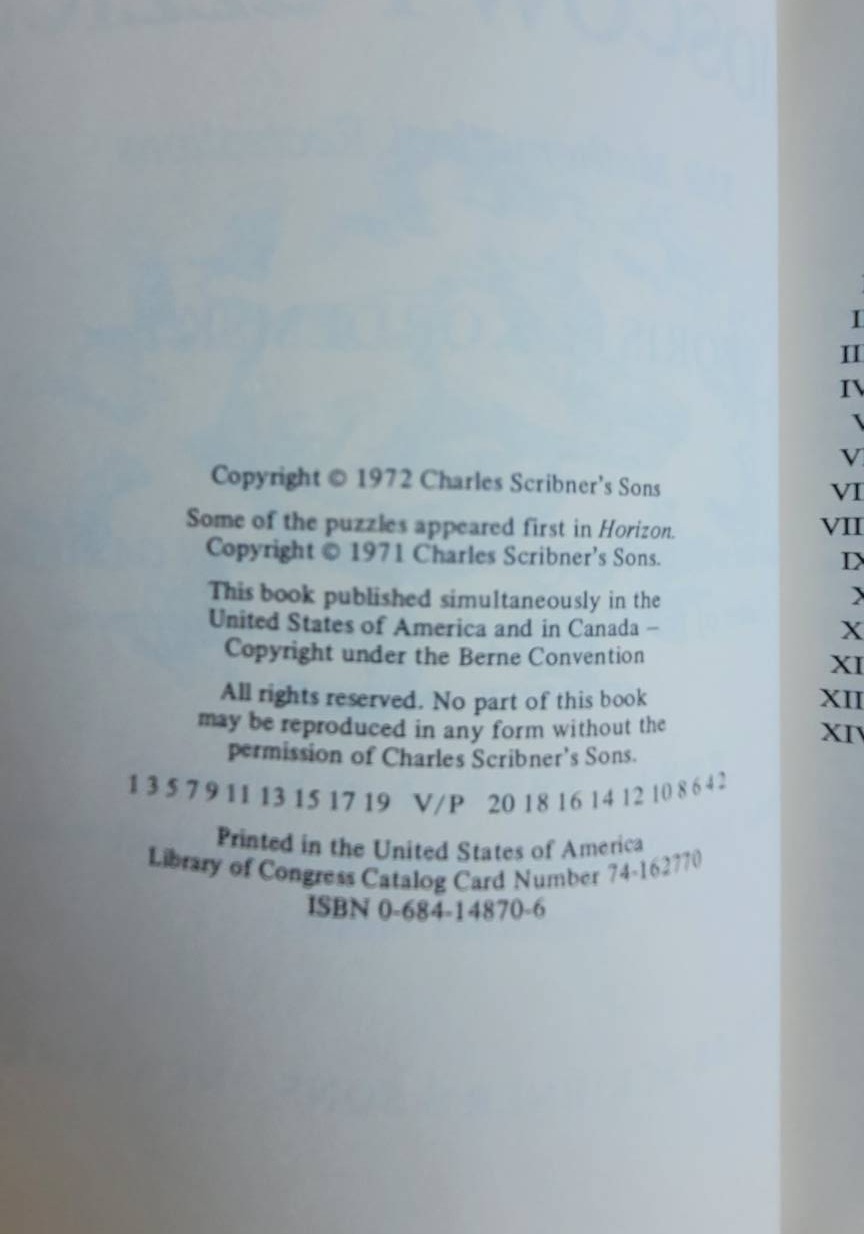 Copyright © 1972 Charles Scribner's Sons
Some of the puzzles appeared first in Horizon.
Copyright © 1971 Charles Scribner's Sons.
This book published simultaneously in the
United States of America and in Canada –
Copyright under the Berne Convention
All rights reserved. No part of this book
may be reproduced in any form without the
permission of Charles Scribner's Sons.
1 3 5 7 9 11 13 15 17 19 V/P 20 18 16 14 12 10 8 6 4 2
Printed in the United States of America
Library of Congress Catalog Card Number 74-162770
ISBN 0-684-14870-6
III
IV
V
VI
VII
VIII
IX
X
XI
XII
XIII
XIV